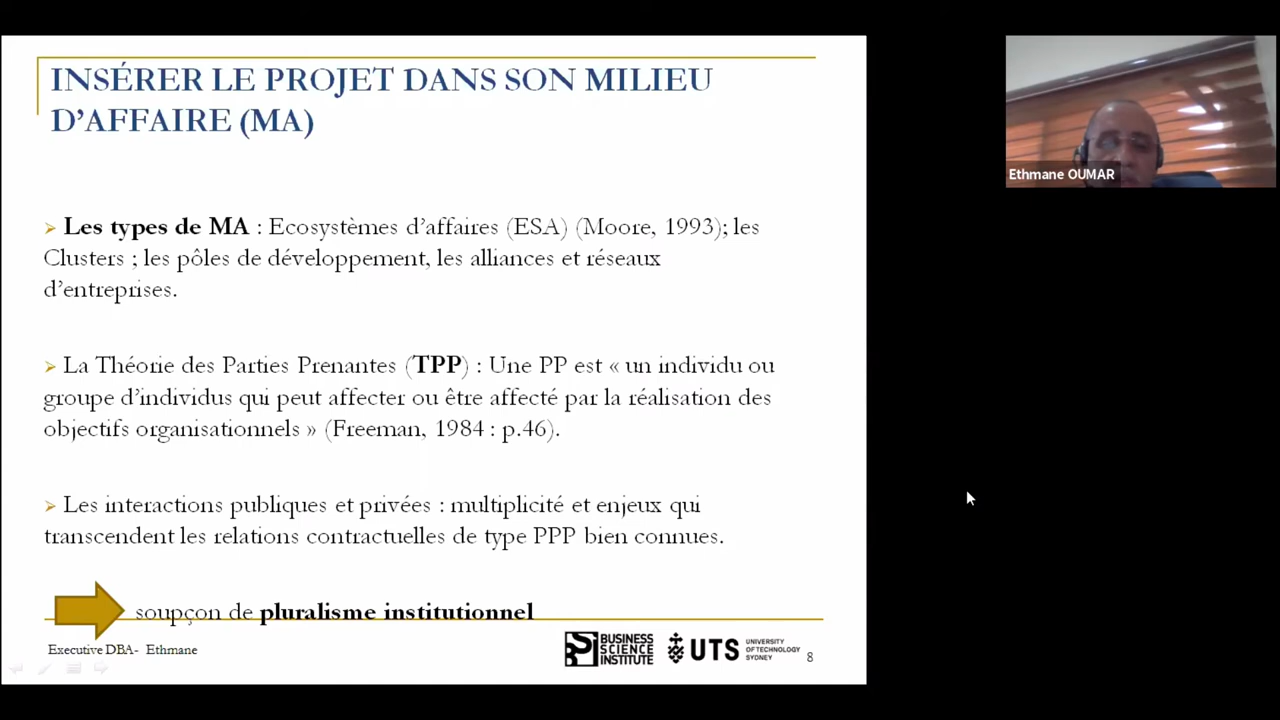 INSÉRER LE PROJET DANS SON MILIEU
D'AFFAIRE (MA)
Les types de MA : Ecosystèmes d'affaires (ESA) (Moore, 1993); les
Clusters ; les pôles de développement, les alliances et réseaux
d'entreprises.
La Théorie des Parties Prenantes (TPP) : Une PP est « un individu ou
groupe d'individus qui peut affecter ou être affecté par la réalisation des
objectifs organisationnels » (Freeman, 1984 : p.46).
Les interactions publiques et privées : multiplicité et enjeux qui
transcendent les relations contractuelles de type PPP bien connues.
soupçon de pluralisme institutionnel
Executive DBA- Ethmane
BUSINESS
SCIENCE
INSTITUTE
UTS
UNIVERSITY
OF TECHNOLOGY
SYDNEY
8
Ethmane OUMAR